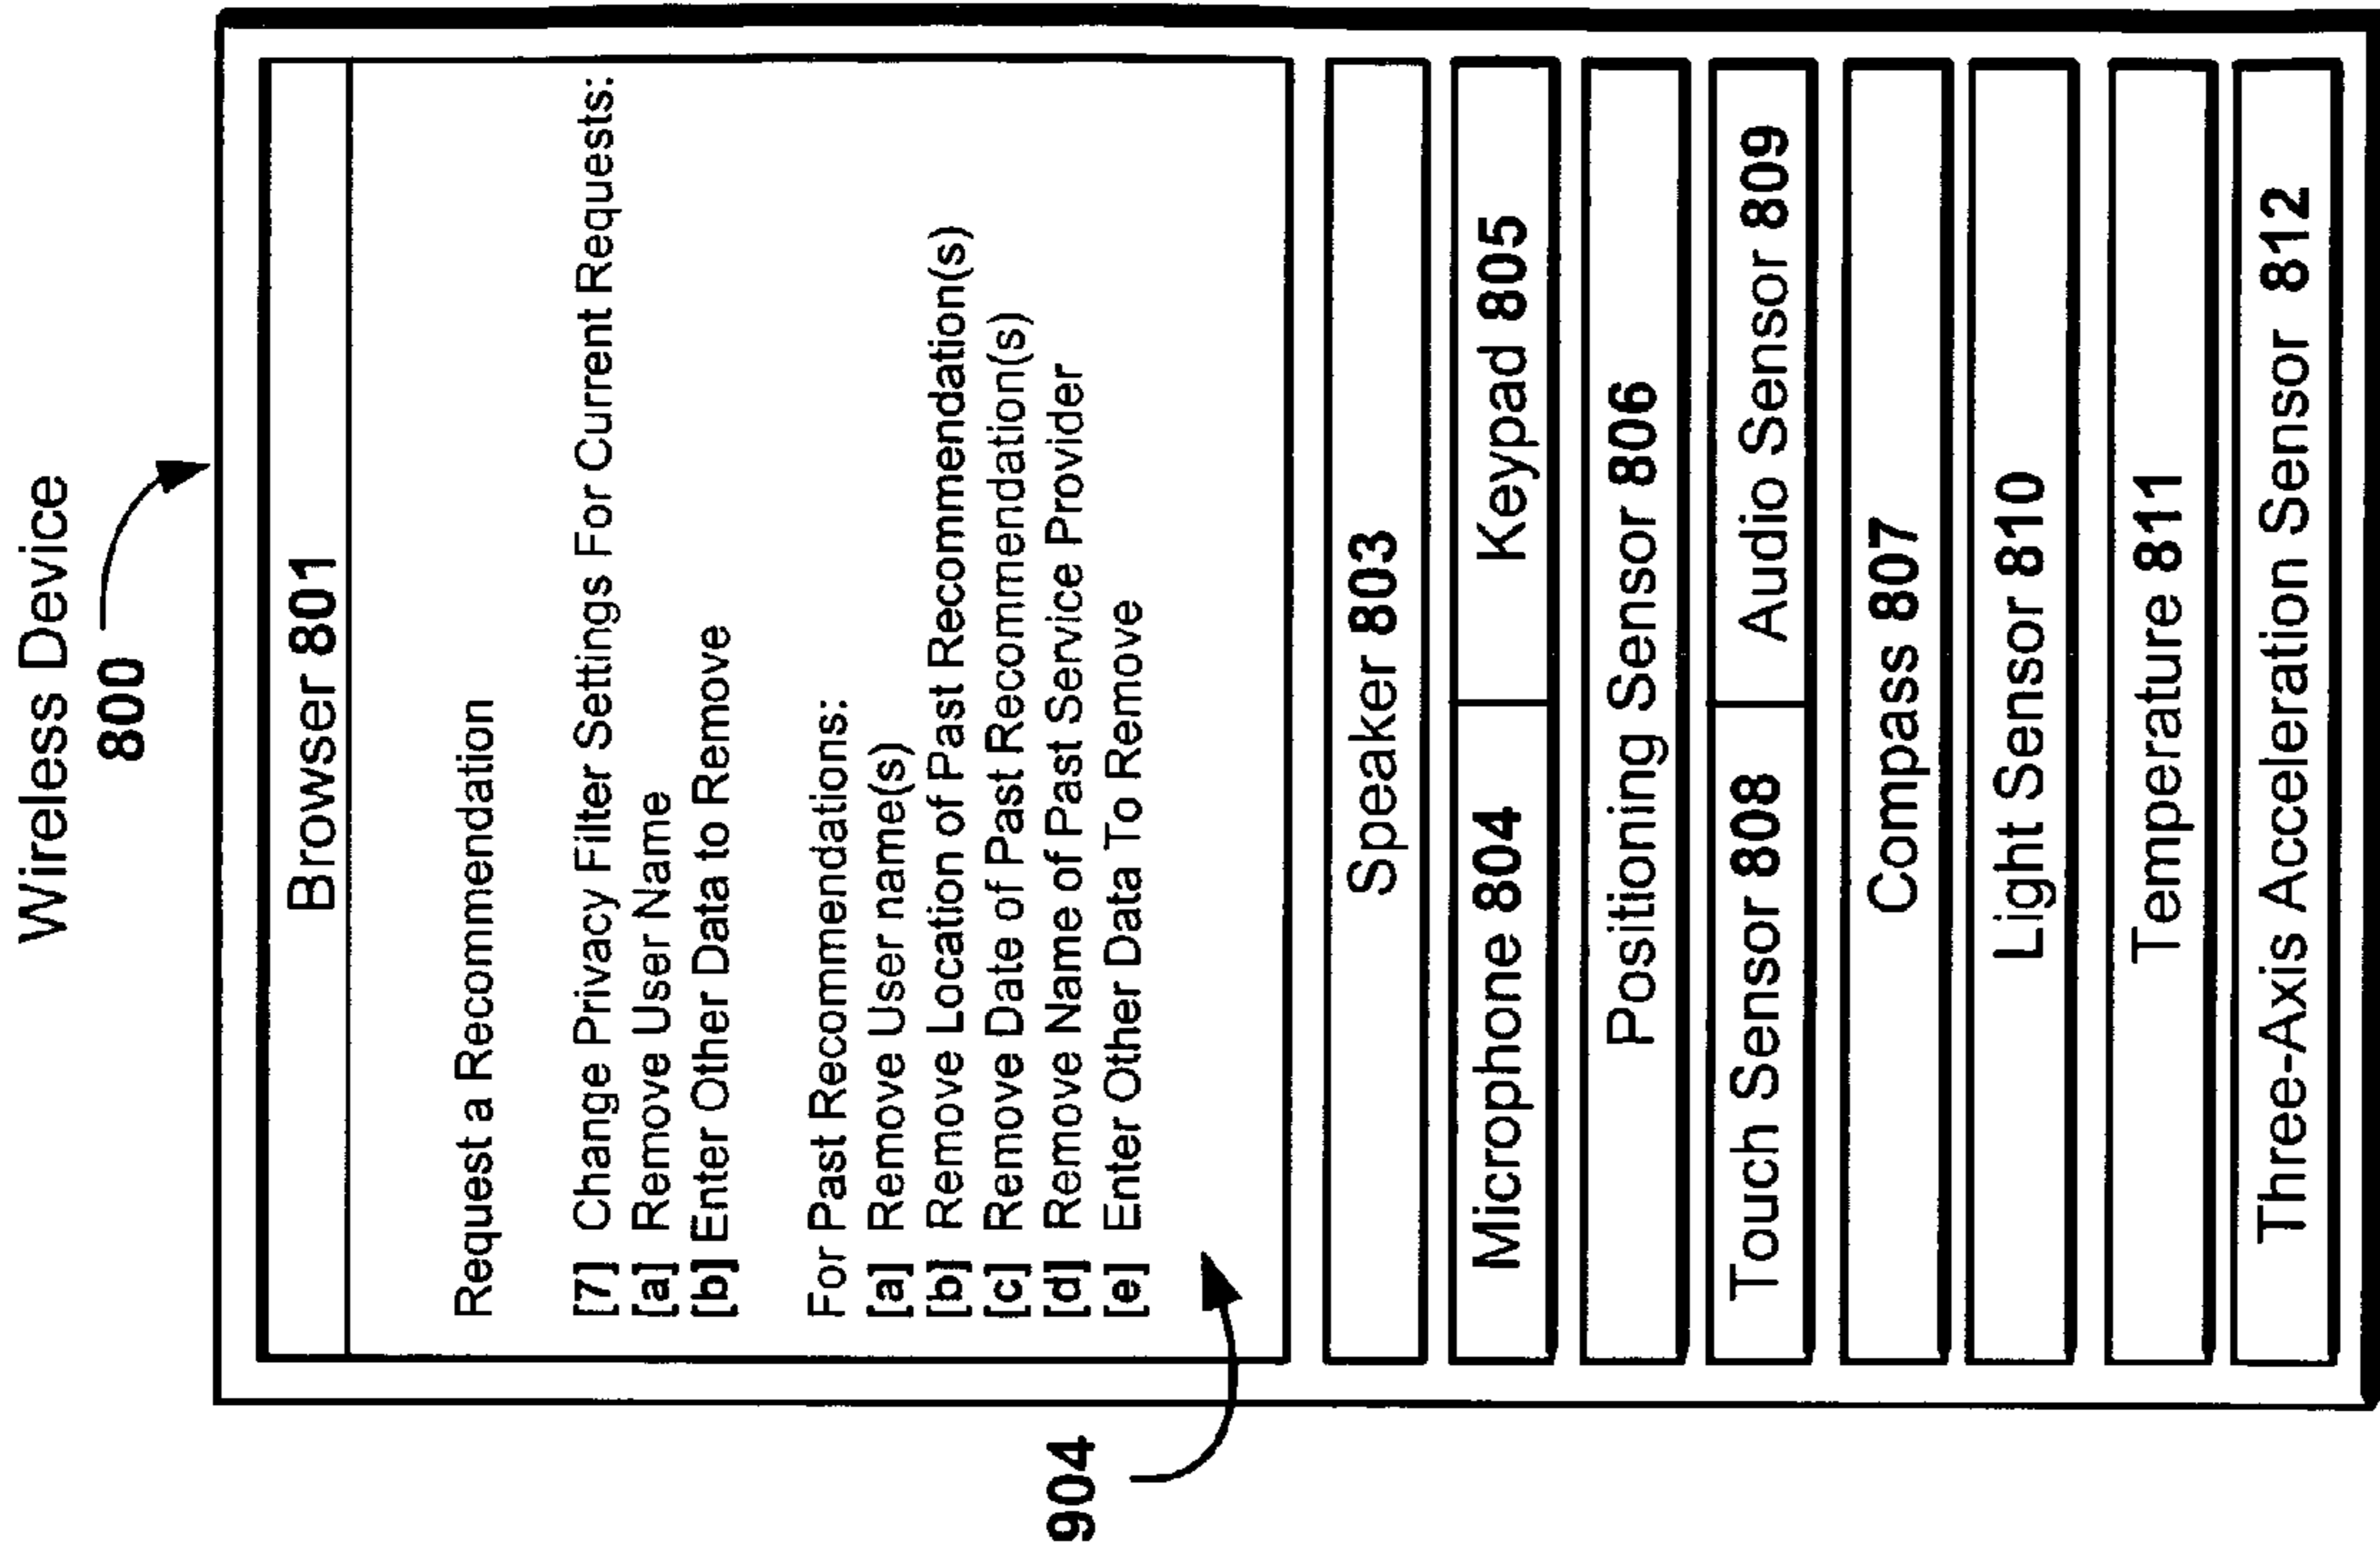 Wireless Device
800
Browser 801
Request a Recommendation
[7] Change Privacy Filter Settings For Current Requests:
[a] Remove User Name
[b] Enter Other Data to Remove
For Past Recommendations:
[a] Remove User name(s)
[b] Remove Location of Past Recommendation(s)
[c] Remove Date of Past Recommendation(s)
[d] Remove Name of Past Service Provider
[e] Enter Other Data To Remove
904
Speaker 803
Microphone 804 Keypad 805
Positioning Sensor 806
Touch Sensor 808 Audio Sensor 809
Compass 807
Light Sensor 810
Temperature 811
Three-Axis Acceleration Sensor 812